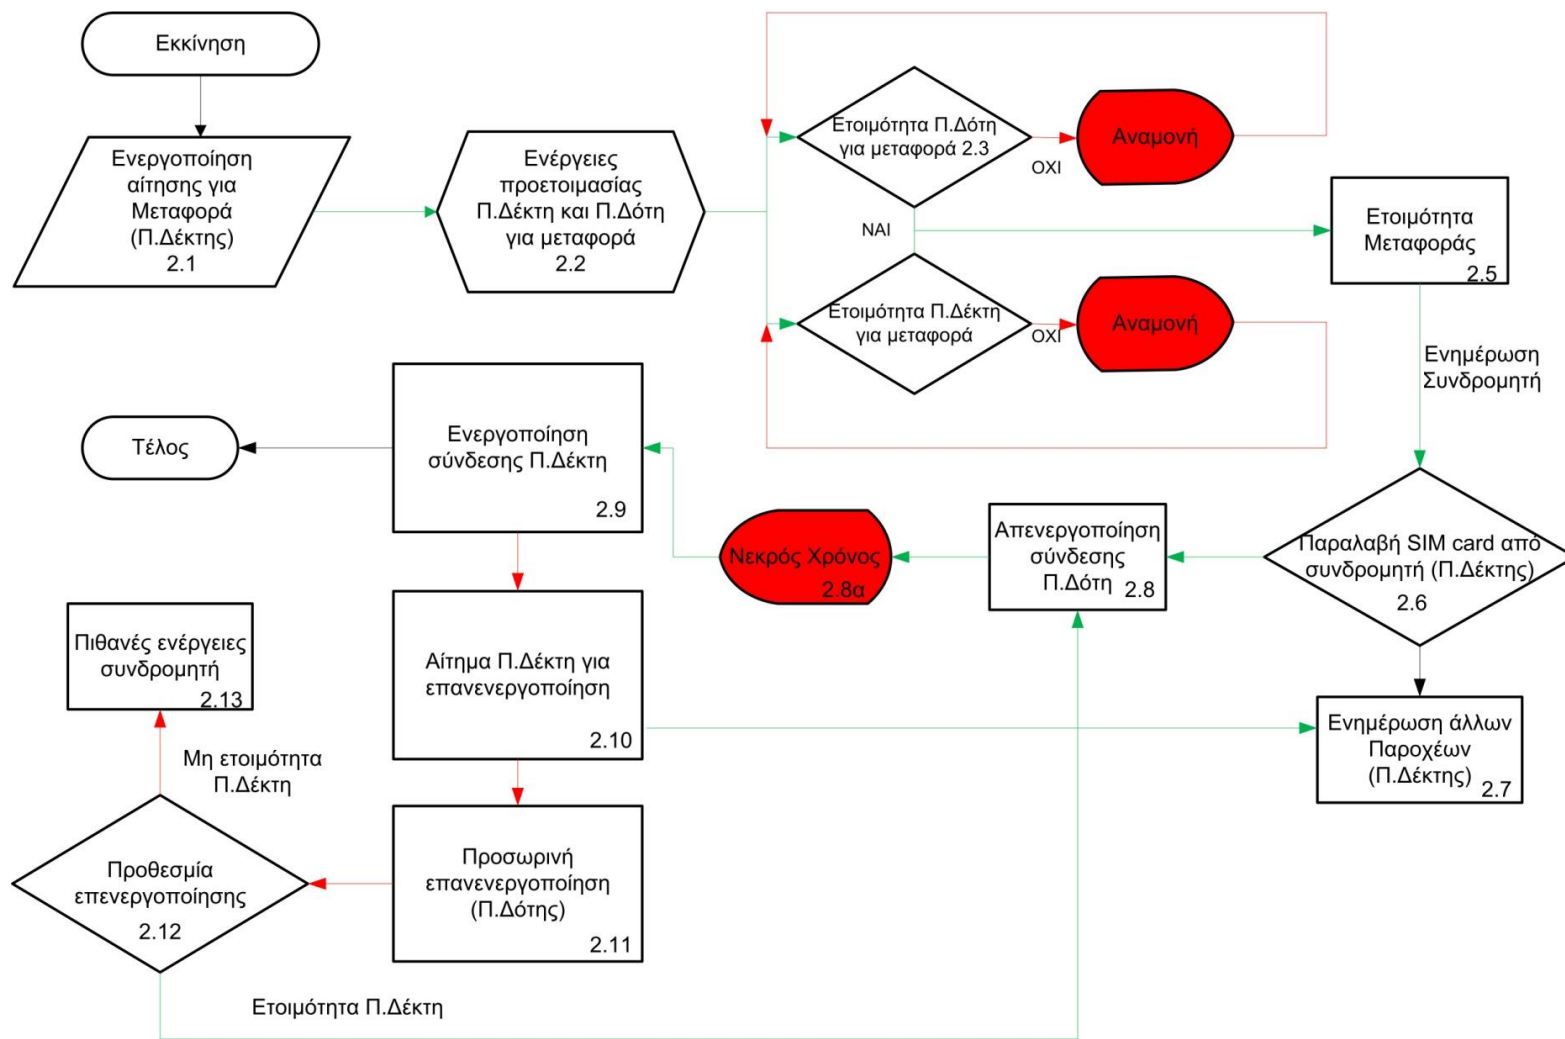 Εκκίνηση
Ενεργοποίηση
αίτησης για
Μεταφορά
(Π.Δέκτης)
2.1
Ενέργειες
προετοιμασίας
Π.Δέκτη και Π.Δότη
για μεταφορά
2.2
Ετοιμότητα Π.Δότη
για μεταφορά 2.3
ΟΧΙ
Αναμονή
ΝΑΙ
Ετοιμότητα
Μεταφοράς
2.5
Ετοιμότητα Π.Δέκτη
για μεταφορά
ΟΧΙ
Αναμονή
Ενημέρωση
Συνδρομητή
Τέλος
Ενεργοποίηση
σύνδεσης Π.Δέκτη
2.9
Νεκρός Χρόνος
2.8α
Απενεργοποίηση
σύνδεσης
Π.Δότη
2.8
Παραλαβή SIM card από
συνδρομητή (Π.Δέκτης)
2.6
Πιθανές ενέργειες
συνδρομητή
2.13
Αίτημα Π.Δέκτη για
επανενεργοποίηση
2.10
Ενημέρωση άλλων
Παροχέων
(Π.Δέκτης)
2.7
Μη ετοιμότητα
Π.Δέκτη
Προθεσμία
επενεργοποίησης
2.12
Προσωρινή
επανενεργοποίηση
(Π.Δότης)
2.11
Ετοιμότητα Π.Δέκτη